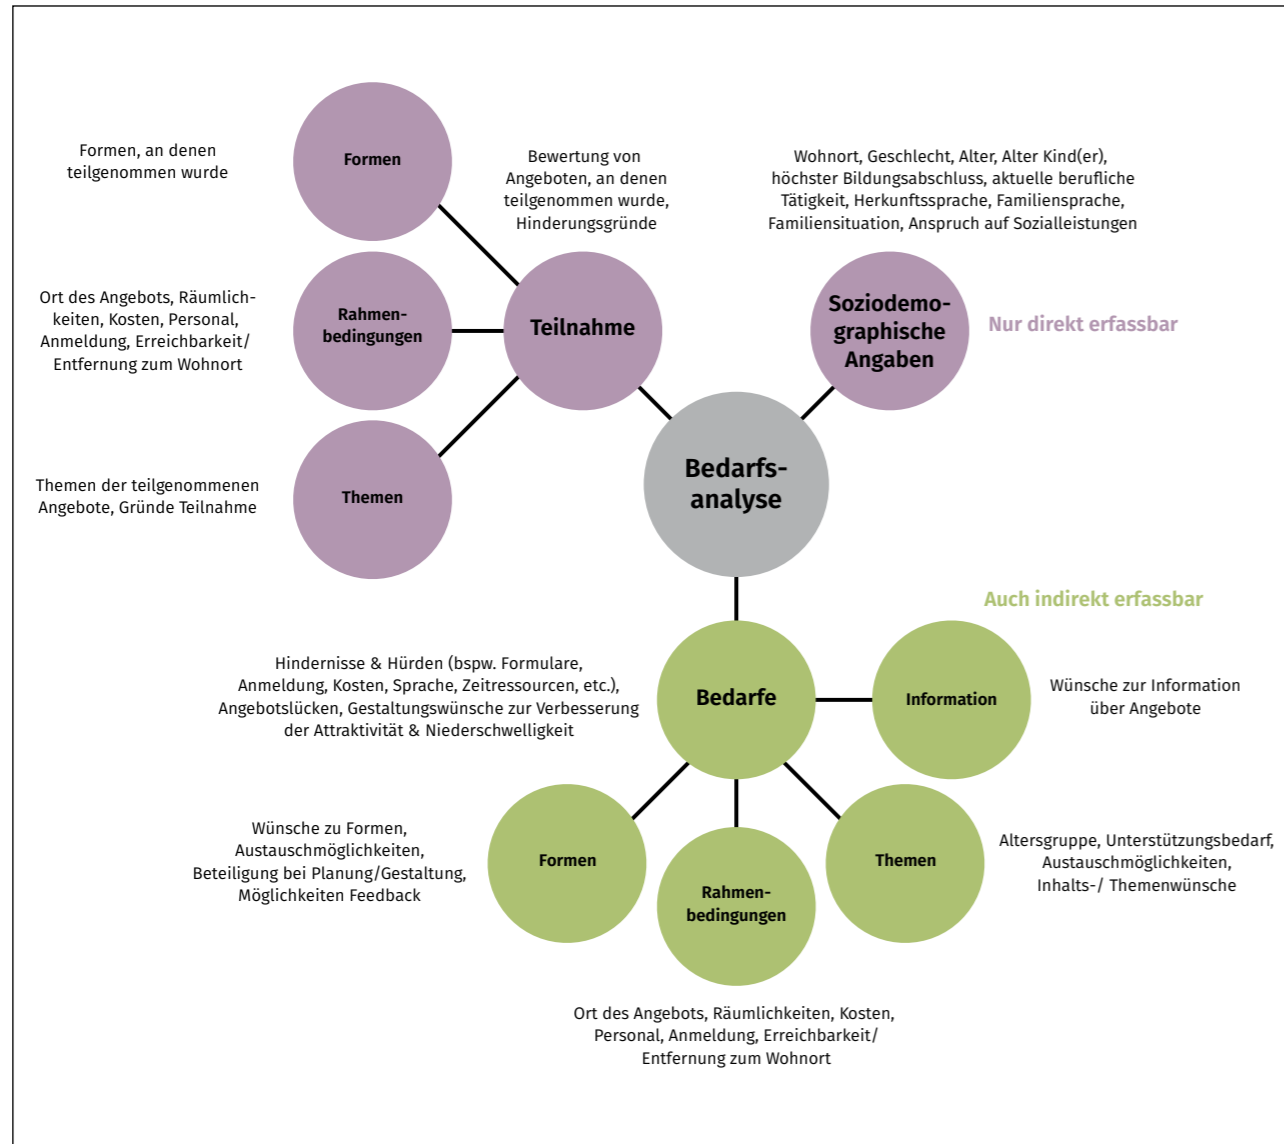 Formen, an denen
teilgenommen wurde
Formen
Bewertung von
Angeboten, an denen
teilgenommen wurde,
Hinderungsgründe
Wohnort, Geschlecht, Alter, Alter Kind(er),
höchster Bildungsabschluss, aktuelle berufliche
Tätigkeit, Herkunftssprache, Familiensprache,
Familiensituation, Anspruch auf Sozialleistungen
Ort des Angebots, Räumlich-
keiten, Kosten, Personal,
Anmeldung, Erreichbarkeit/
Entfernung zum Wohnort
Rahmen-
bedingungen
Teilnahme
Soziodemo-
graphische
Angaben
Nur direkt erfassbar
Themen der teilgenommenen
Angebote, Gründe Teilnahme
Themen
Bedarfs-
analyse
Auch indirekt erfassbar
Hindernisse & Hürden (bspw. Formulare,
Anmeldung, Kosten, Sprache, Zeitressourcen, etc.),
Angebotslücken, Gestaltungswünsche zur Verbesserung
der Attraktivität & Niederschwelligkeit
Bedarfe
Information
Wünsche zur Information
über Angebote
Wünsche zu Formen,
Austauschmöglichkeiten,
Beteiligung bei Planung/Gestaltung,
Möglichkeiten Feedback
Formen
Rahmen-
bedingungen
Themen
Altersgruppe, Unterstützungsbedarf,
Austauschmöglichkeiten,
Inhalts-/ Themenwünsche
Ort des Angebots, Räumlichkeiten, Kosten,
Personal, Anmeldung, Erreichbarkeit/
Entfernung zum Wohnort